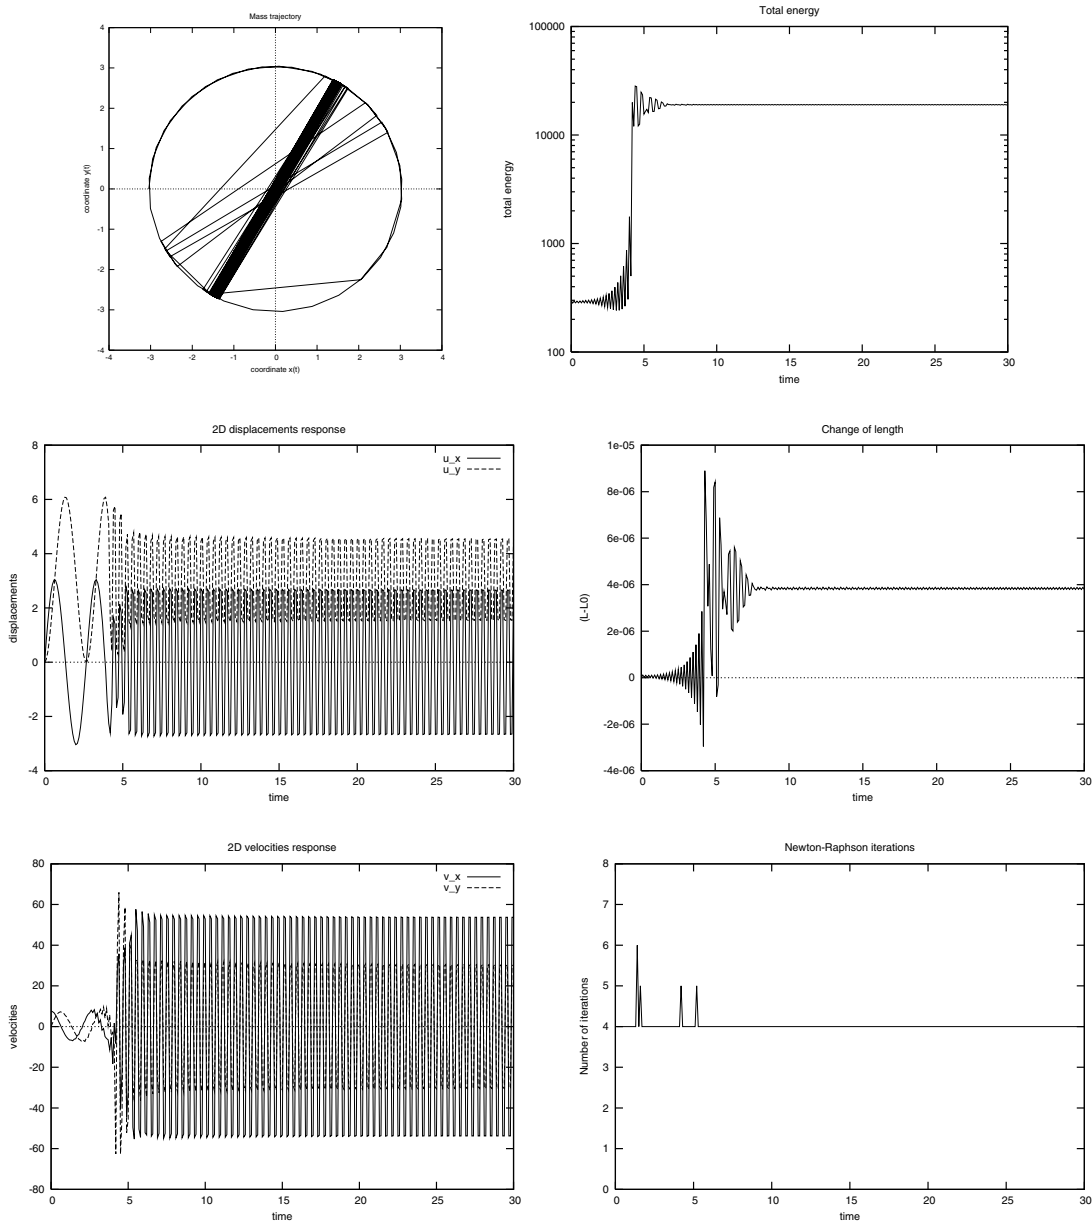 Mass trajectory
4
3
2
1
0
-1
-2
-3
-4
coordinate y(t)
-4 -3 -2 -1 0 1 2 3 4
coordinate x(t)
Total energy
100000
10000
1000
100
total energy
0 5 10 15 20 25 30
time
2D displacements response
u_x
u_y
8
6
4
2
0
-2
-4
displacements
0 5 10 15 20 25 30
time
Change of length
1e-05
8e-06
6e-06
4e-06
2e-06
0
-2e-06
-4e-06
(L-L0)
0 5 10 15 20 25 30
time
2D velocities response
v_x
v_y
80
60
40
20
0
-20
-40
-60
-80
velocities
0 5 10 15 20 25 30
time
Newton-Raphson iterations
8
7
6
5
4
3
2
1
0
Number of iterations
0 5 10 15 20 25 30
time